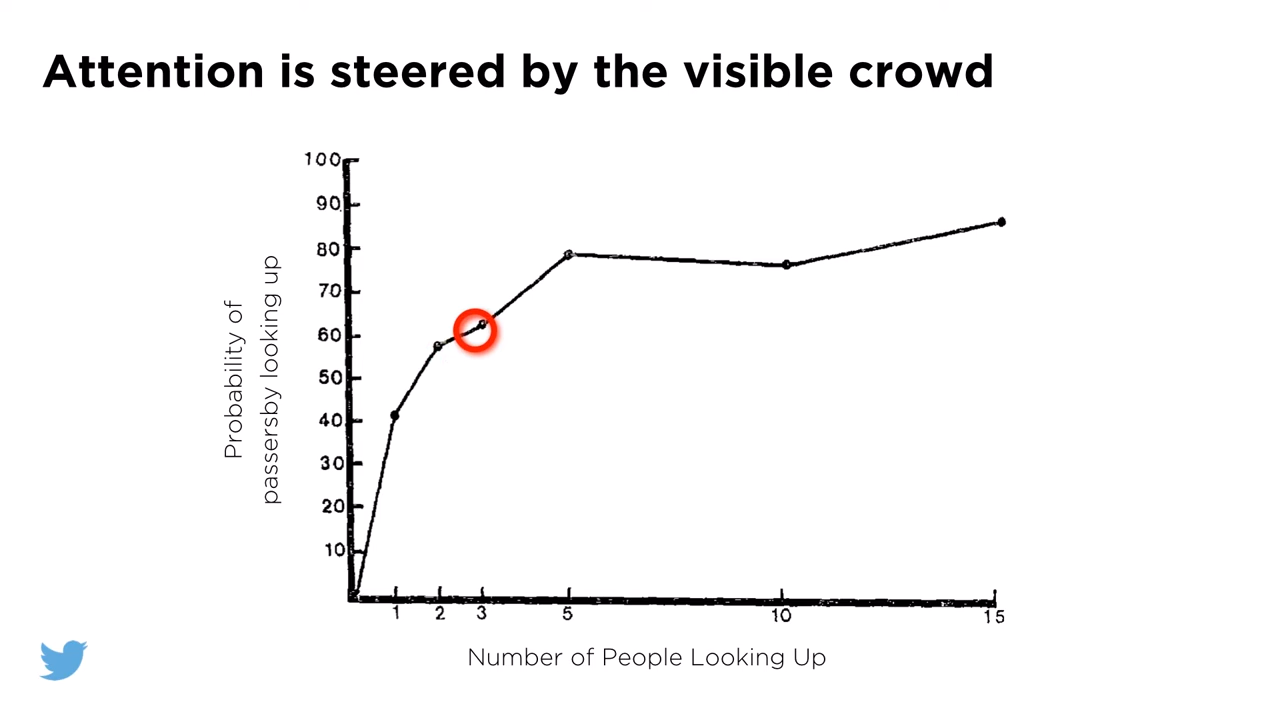 Attention is steered by the visible crowd
100
90
80
70
60
50
40
30
20
10
Probability of
passersby looking up
1 2 3 5 10 15
Number of People Looking Up